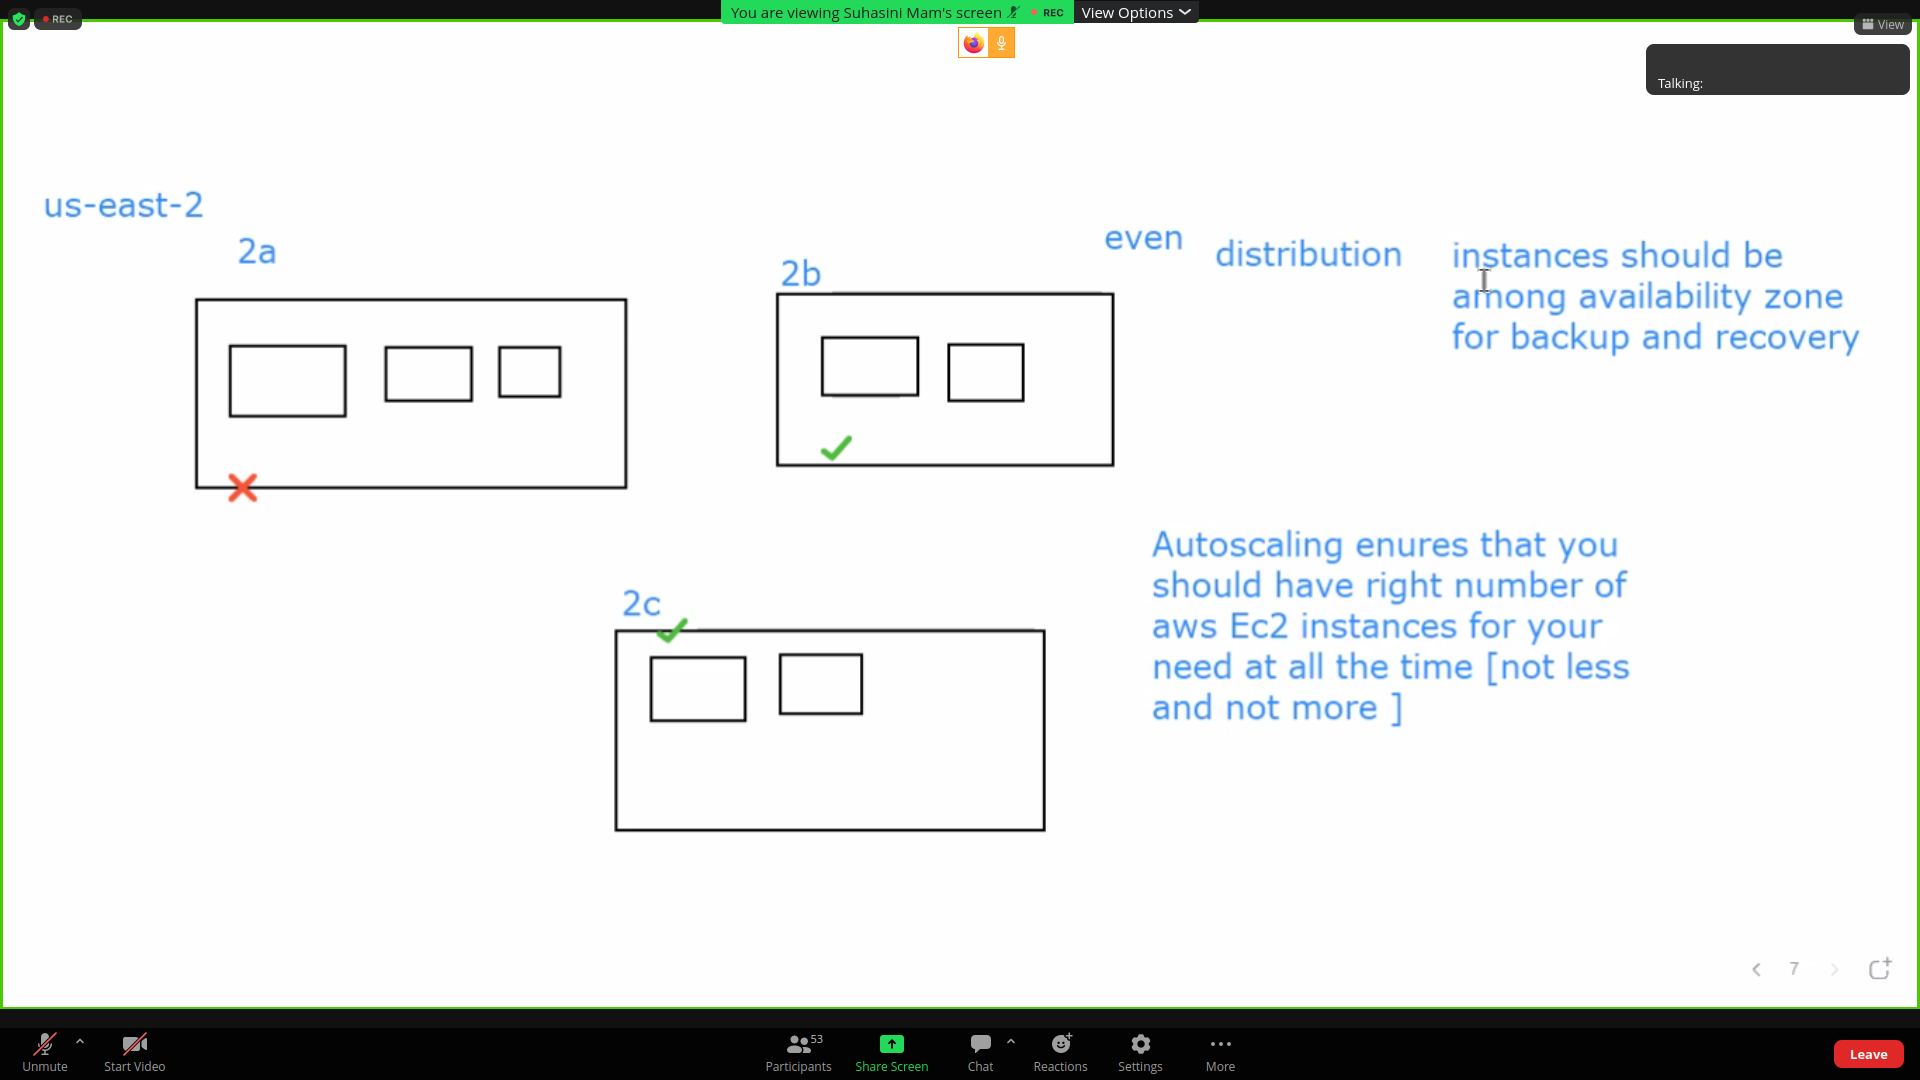 REC
You are viewing Suhasini Mam's screen
REC
View Options
View
Talking:
us-east-2
2a
2b
even
distribution
instances should be
among availability zone
for backup and recovery
Autoscaling enures that you
should have right number of
aws Ec2 instances for your
need at all the time [not less
and not more ]
2c
7
Unmute
Start Video
53
Participants
Share Screen
Chat
Reactions
Settings
More
Leave